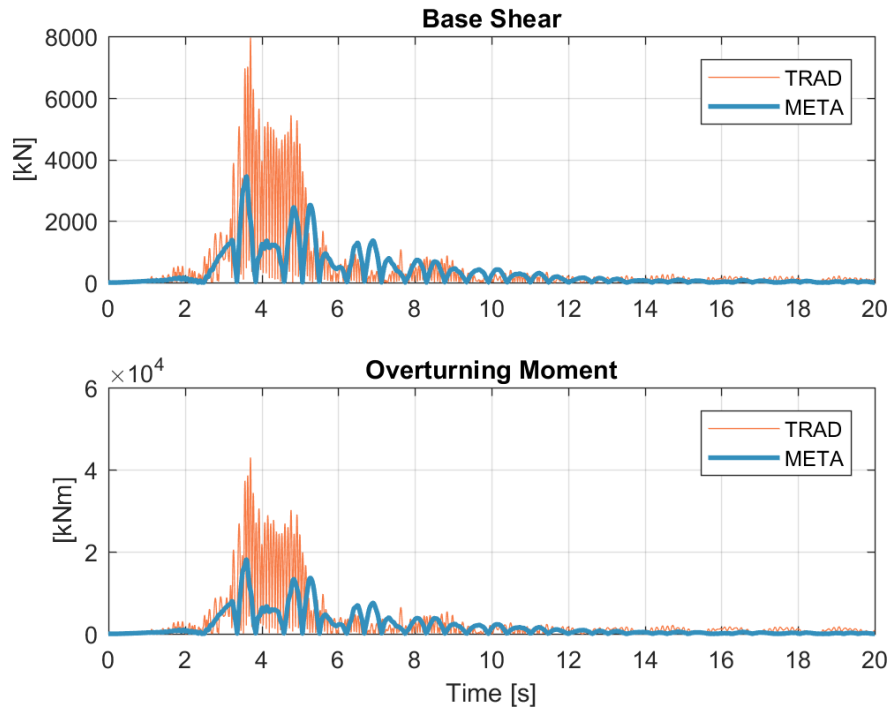 Base Shear
[kN]
8000
6000
4000
2000
0
TRAD
META
0 2 4 6 8 10 12 14 16 18 20
Overturning Moment
×10⁴
[kNm]
6
4
2
0
TRAD
META
0 2 4 6 8 10 12 14 16 18 20
Time [s]